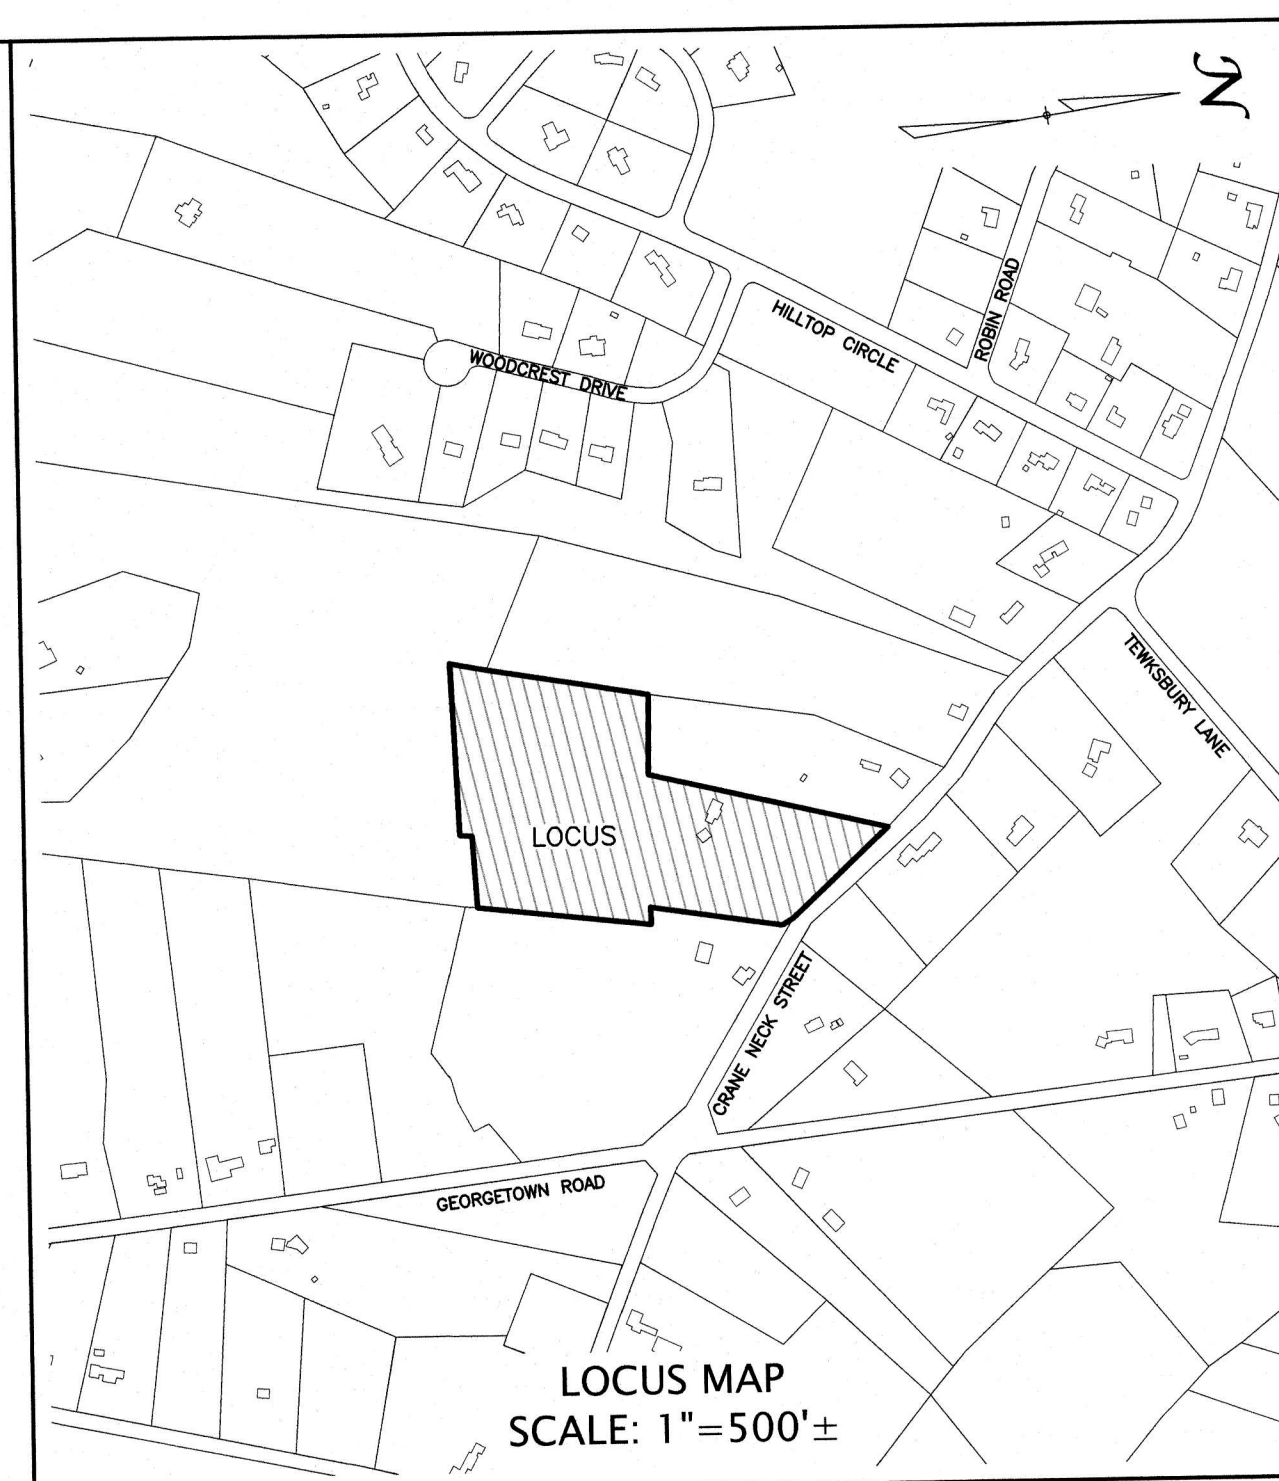 N
ROBIN ROAD
HILLTOP CIRCLE
WOODCREST DRIVE
TEWKSBURY LANE
LOCUS
CRANE NECK STREET
GEORGETOWN ROAD
LOCUS MAP
SCALE: 1"=500'±